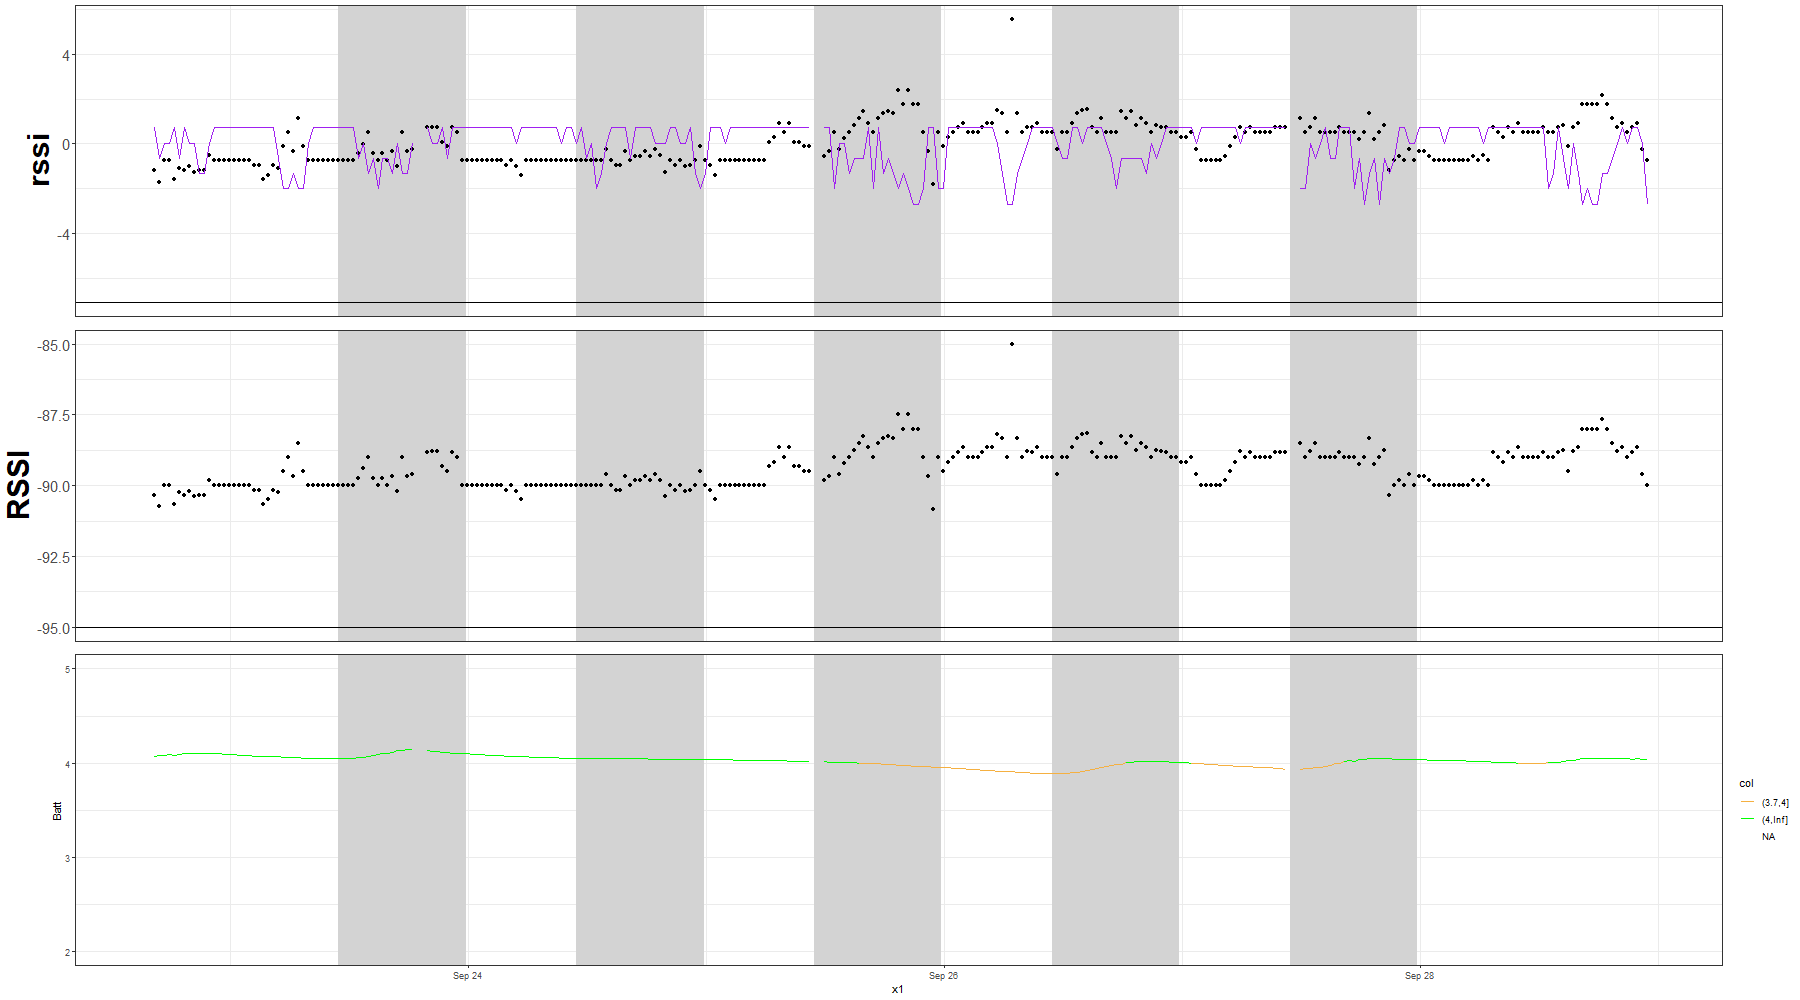 rssi
4
0
-4
RSSI
-85.0
-87.5
-90.0
-92.5
-95.0
Batt
5
4
3
2
Sep 24
Sep 26
Sep 28
x1
col
(3.7,4]
(4,Inf]
NA